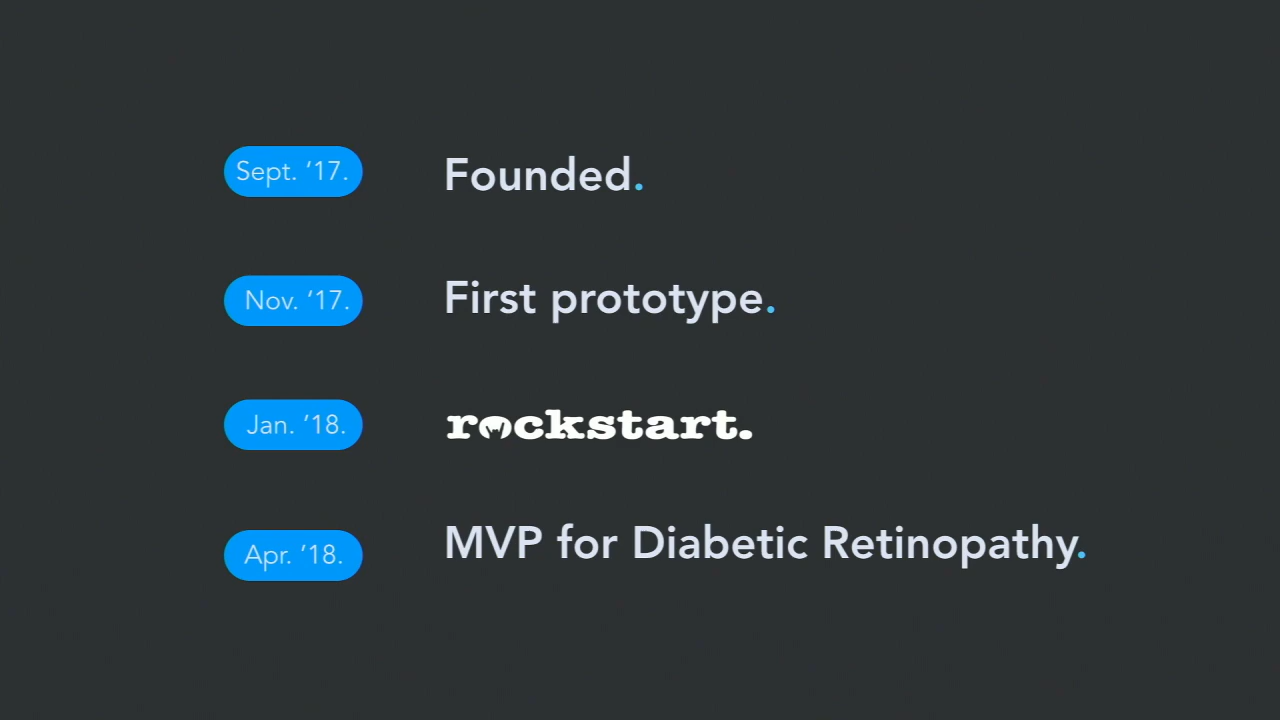 Sept. ’17.
Founded.
Nov. ‘17.
First prototype.
Jan. ’18.
rockstart.
Apr. ’18.
MVP for Diabetic Retinopathy.